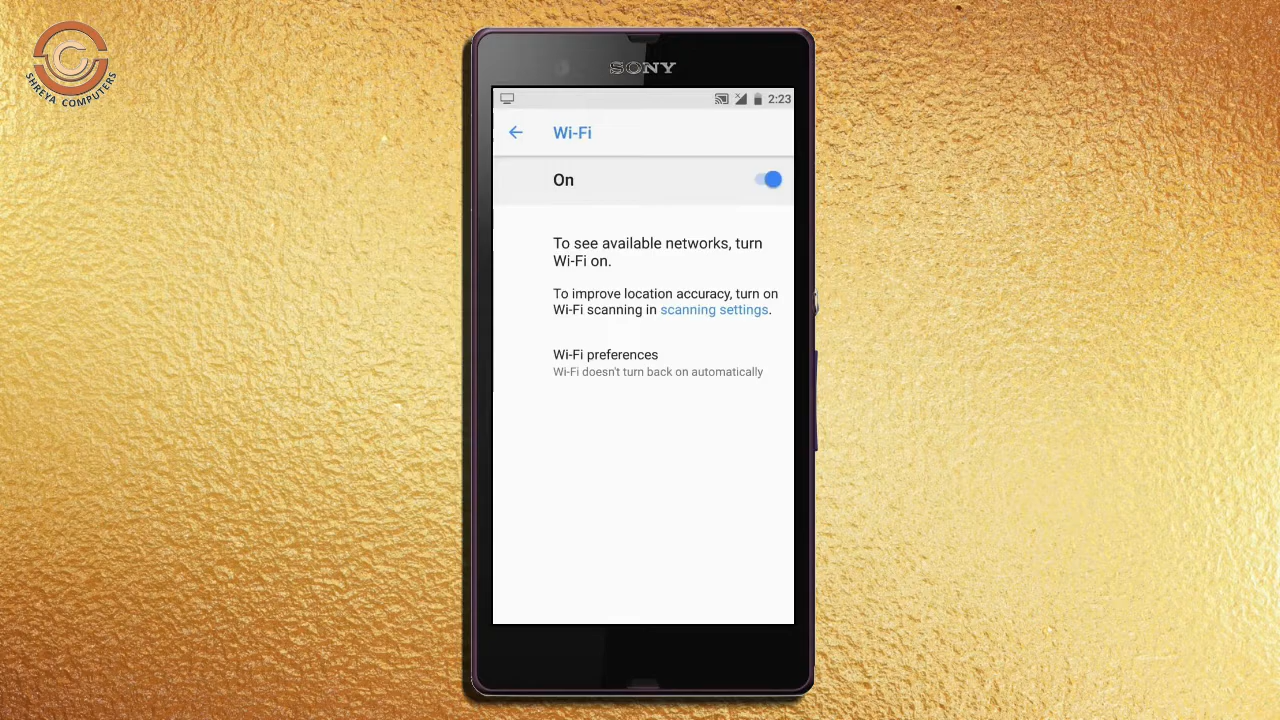 SHREYA COMPUTERS
SONY
2:23
Wi-Fi
On
To see available networks, turn
Wi-Fi on.
To improve location accuracy, turn on
Wi-Fi scanning in scanning settings.
Wi-Fi preferences
Wi-Fi doesn't turn back on automatically